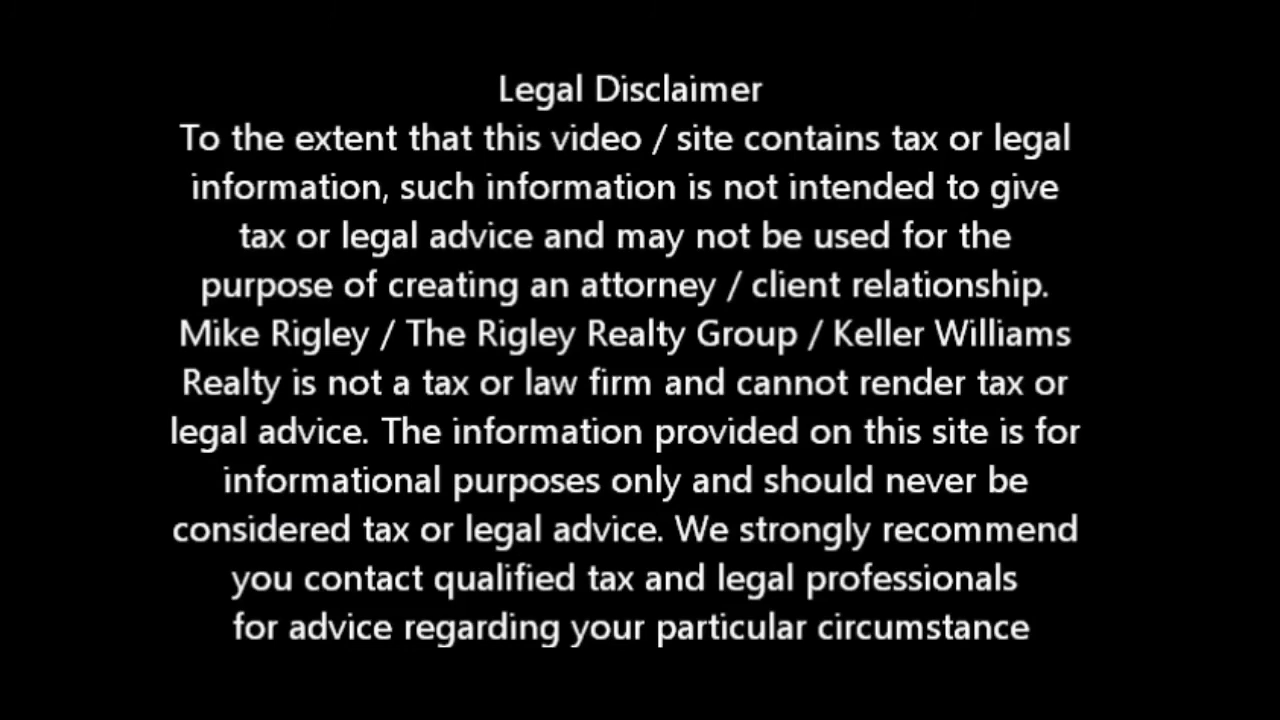 Legal Disclaimer
To the extent that this video / site contains tax or legal
information, such information is not intended to give
tax or legal advice and may not be used for the
purpose of creating an attorney / client relationship.
Mike Rigley / The Rigley Realty Group / Keller Williams
Realty is not a tax or law firm and cannot render tax or
legal advice. The information provided on this site is for
informational purposes only and should never be
considered tax or legal advice. We strongly recommend
you contact qualified tax and legal professionals
for advice regarding your particular circumstance